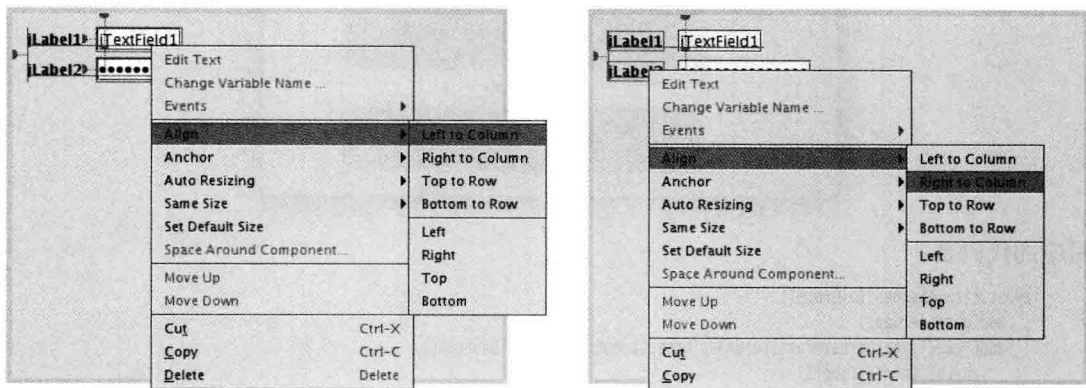 jLabel1 jTextField1
jLabel2
Edit Text
Change Variable Name ...
Events
Align
Anchor
Auto Resizing
Same Size
Set Default Size
Space Around Component...
Move Up
Move Down
Cut Ctrl-X
Copy Ctrl-C
Delete Delete
Left to Column
Right to Column
Top to Row
Bottom to Row
Left
Right
Top
Bottom
jLabel1 jTextField1
jLabel2
Edit Text
Change Variable Name ...
Events
Align
Anchor
Auto Resizing
Same Size
Set Default Size
Space Around Component...
Move Up
Move Down
Cut Ctrl-X
Copy Ctrl-C
Left to Column
Right to Column
Top to Row
Bottom to Row
Left
Right
Top
Bottom